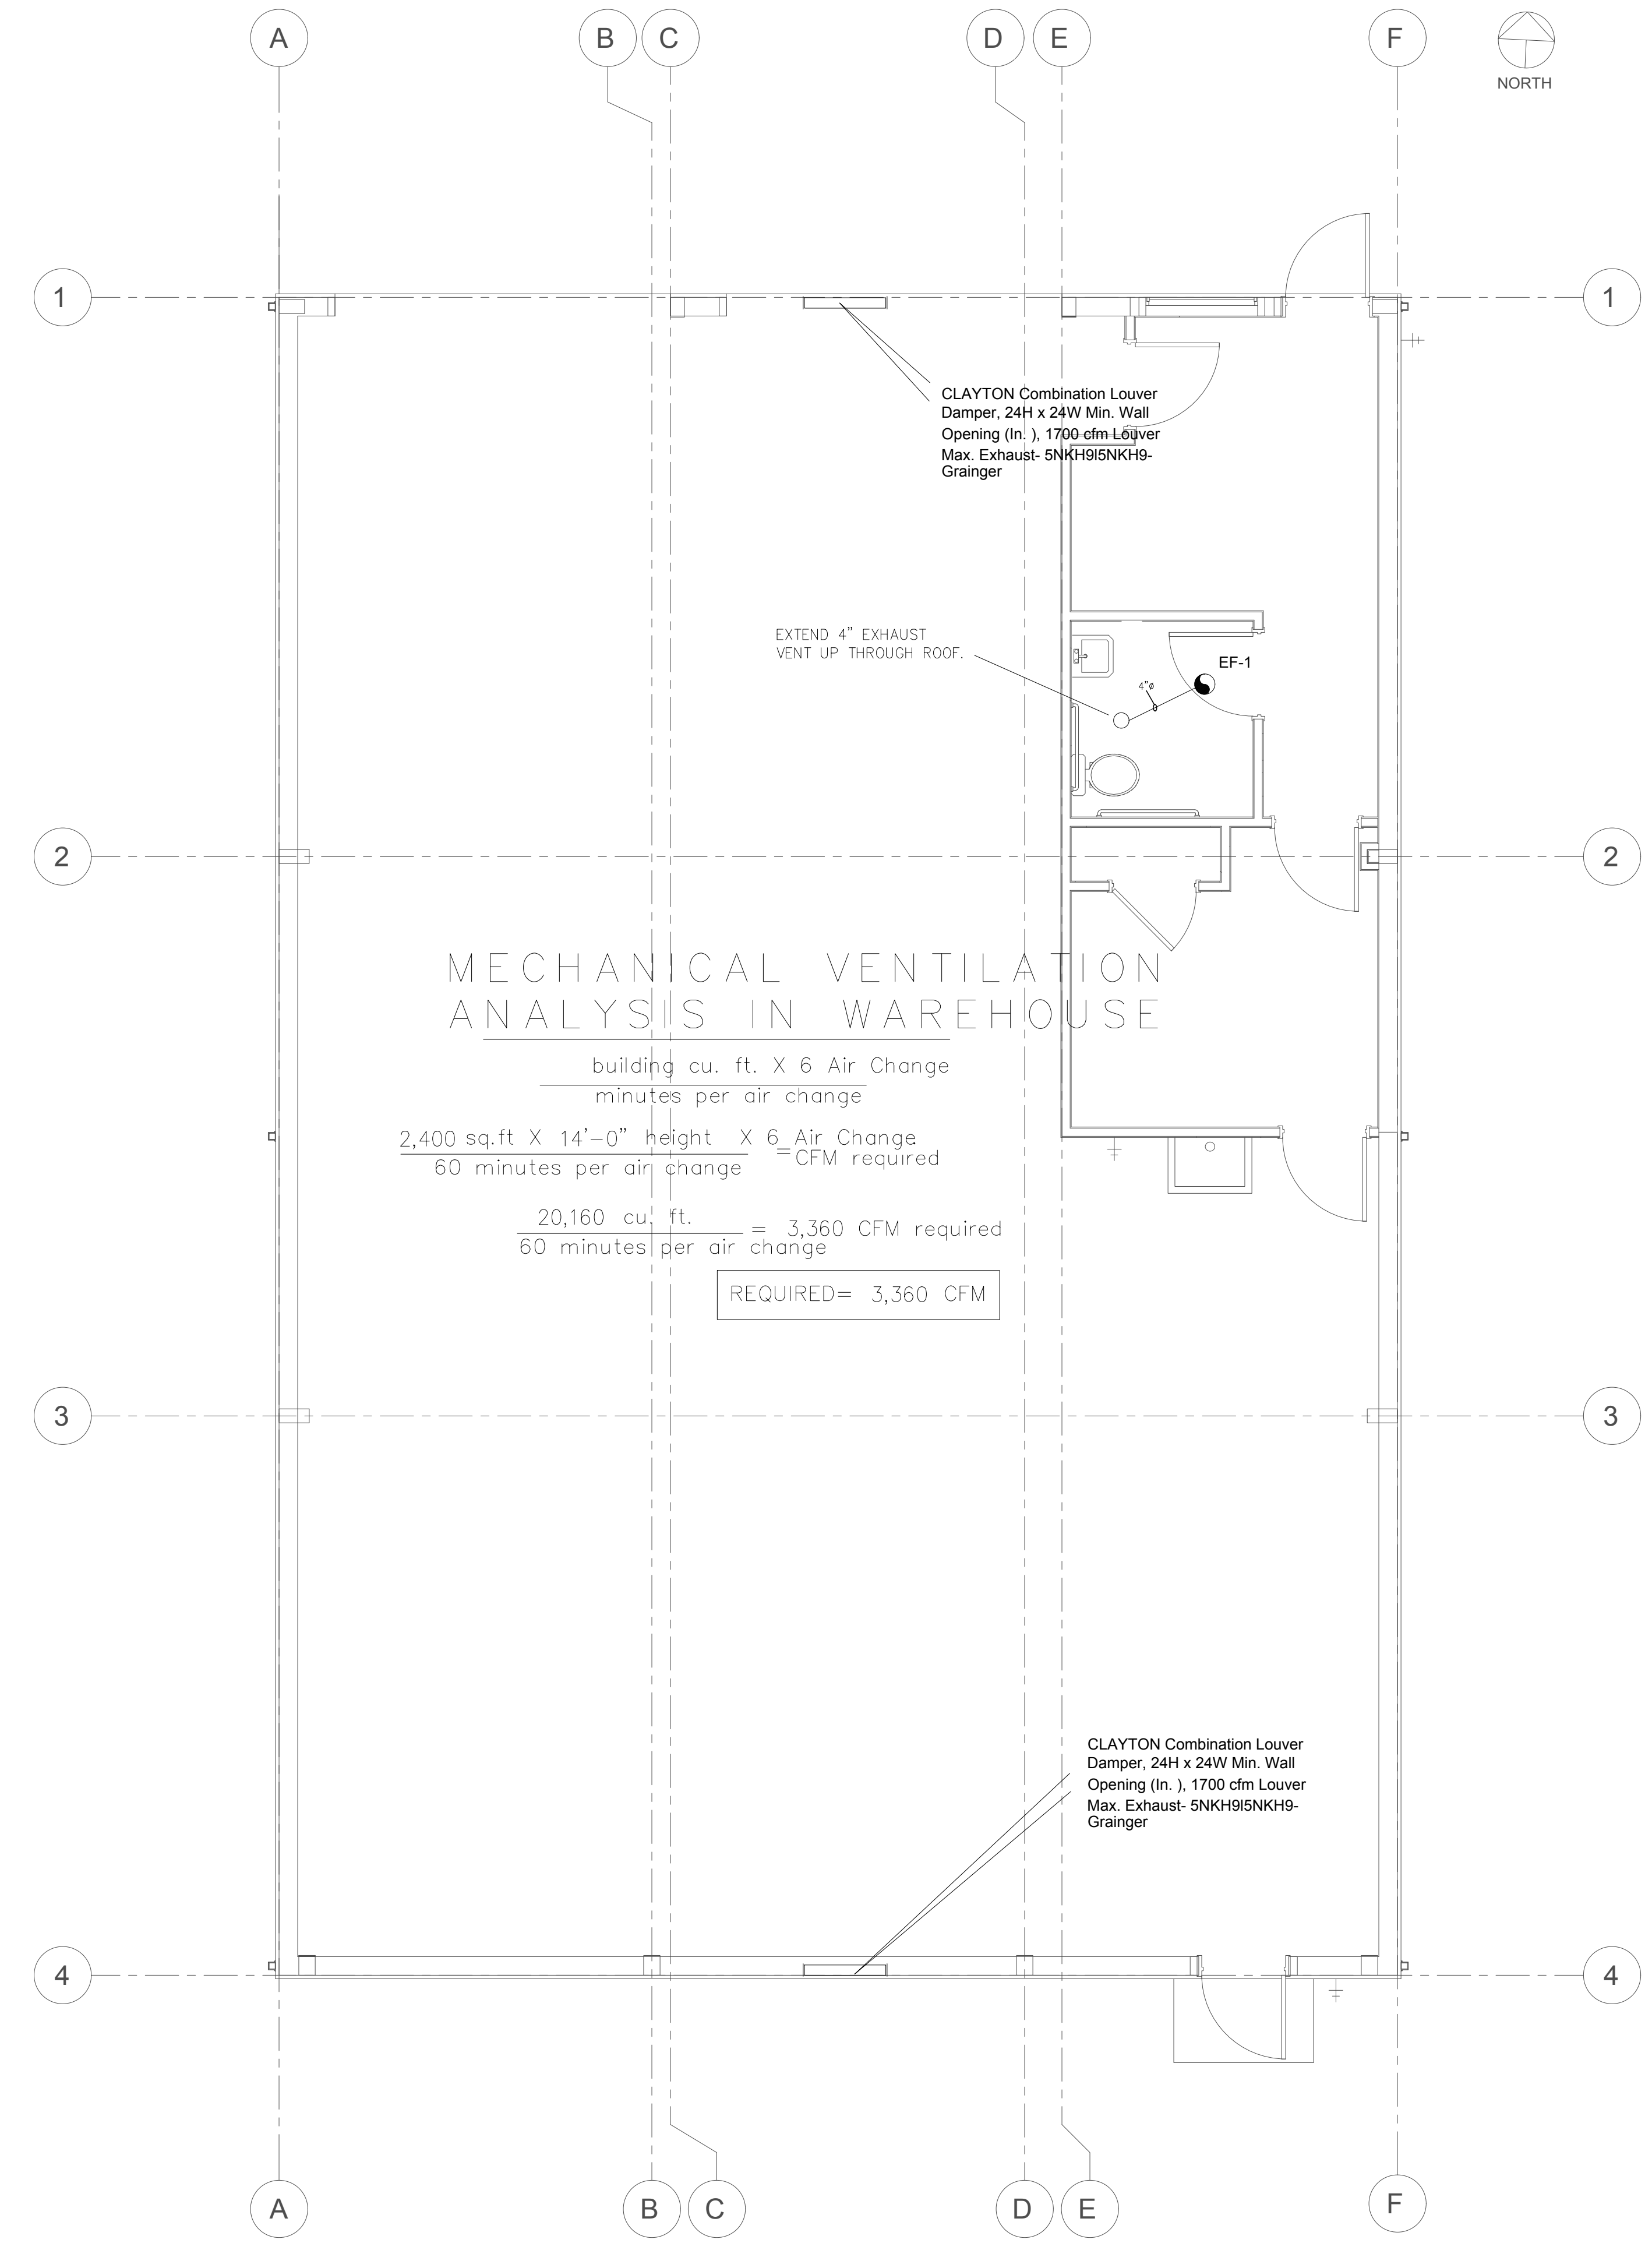 A
B
C
D
E
F
NORTH
1
1
CLAYTON Combination Louver
Damper, 24H x 24W Min. Wall
Opening (In. ), 1700 cfm Louver
Max. Exhaust- 5NKH9|5NKH9-
Grainger
EXTEND 4" EXHAUST
VENT UP THROUGH ROOF.
EF-1
4"ø
2
2
MECHANICAL VENTILATION
ANALYSIS IN WAREHOUSE
building cu. ft. X 6 Air Change
minutes per air change
2,400 sq.ft X 14'-0" height X 6 Air Change
60 minutes per air change
=CFM required
20,160 cu. ft.
60 minutes per air change
= 3,360 CFM required
REQUIRED= 3,360 CFM
3
3
CLAYTON Combination Louver
Damper, 24H x 24W Min. Wall
Opening (In. ), 1700 cfm Louver
Max. Exhaust- 5NKH9|5NKH9-
Grainger
4
4
A
B
C
D
E
F